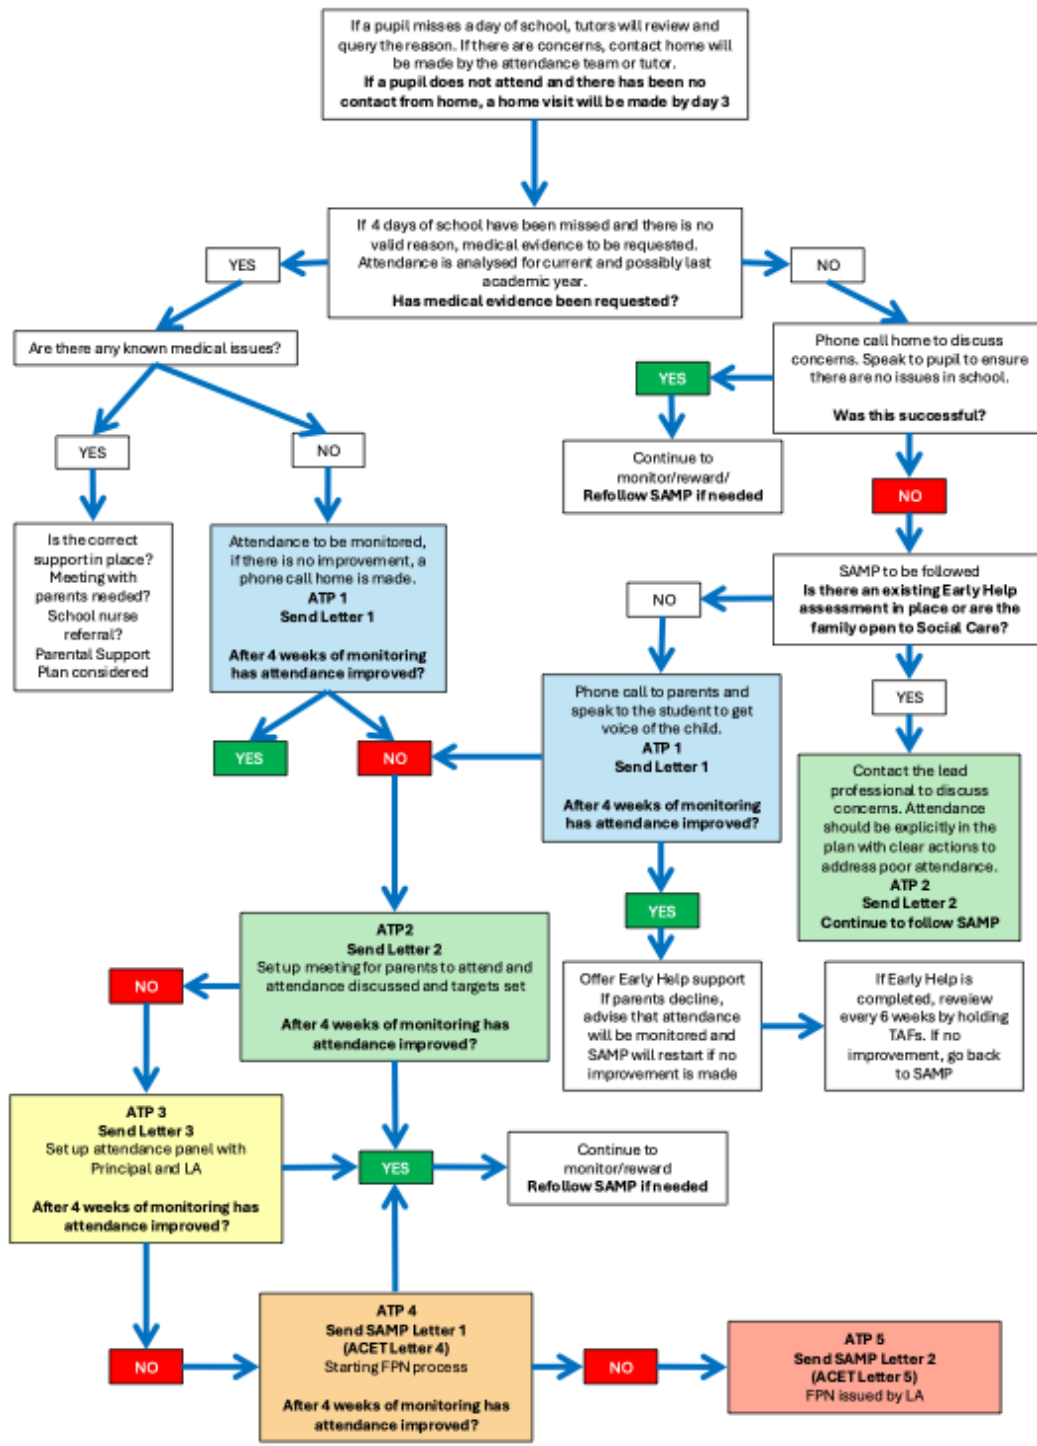 If a pupil misses a day of school, tutors will review and
query the reason. If there are concerns, contact home will
be made by the attendance team or tutor.
If a pupil does not attend and there has been no
contact from home, a home visit will be made by day 3
If 4 days of school have been missed and there is no
valid reason, medical evidence to be requested.
Attendance is analysed for current and possibly last
academic year.
Has medical evidence been requested?
YES
NO
Are there any known medical issues?
Phone call home to discuss
concerns. Speak to pupil to ensure
there are no issues in school.
Was this successful?
YES
Continue to
monitor/reward/
Refollow SAMP if needed
NO
YES
NO
Is the correct
support in place?
Meeting with
parents needed?
School nurse
referral?
Parental Support
Plan considered
Attendance to be monitored,
if there is no improvement, a
phone call home is made.
ATP 1
Send Letter 1
After 4 weeks of monitoring
has attendance improved?
SAMP to be followed
Is there an existing Early Help
assessment in place or are the
family open to Social Care?
NO
YES
Phone call to parents and
speak to the student to get
voice of the child.
ATP 1
Send Letter 1
After 4 weeks of monitoring
has attendance improved?
YES
NO
Contact the lead
professional to discuss
concerns. Attendance
should be explicitly in the
plan with clear actions to
address poor attendance.
ATP 2
Send Letter 2
Continue to follow SAMP
YES
ATP2
Send Letter 2
Set up meeting for parents to attend and
attendance discussed and targets set
After 4 weeks of monitoring has
attendance improved?
NO
Offer Early Help support
If parents decline,
advise that attendance
will be monitored and
SAMP will restart if no
improvement is made
If Early Help is
completed, reveiew
every 6 weeks by holding
TAFs. If no
improvement, go back
to SAMP
ATP 3
Send Letter 3
Set up attendance panel with
Principal and LA
After 4 weeks of monitoring has
attendance improved?
YES
Continue to
monitor/reward
Refollow SAMP if needed
NO
ATP 4
Send SAMP Letter 1
(ACET Letter 4)
Starting FPN process
After 4 weeks of monitoring has
attendance improved?
NO
ATP 5
Send SAMP Letter 2
(ACET Letter 5)
FPN issued by LA